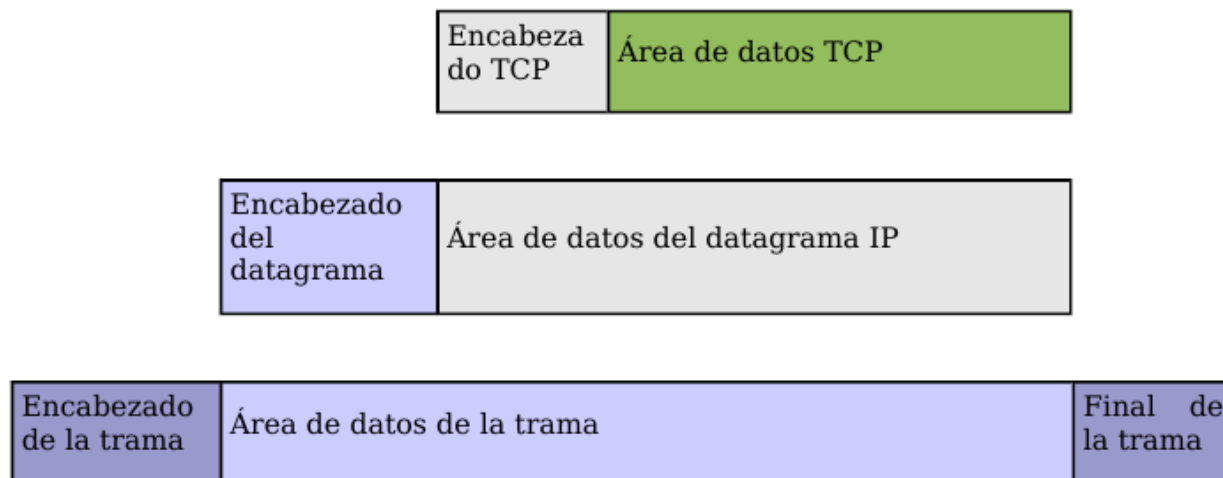 Encabeza
do TCP
Área de datos TCP
Encabezado
del
datagrama
Área de datos del datagrama IP
Encabezado
de la trama
Área de datos de la trama
Final de
la trama